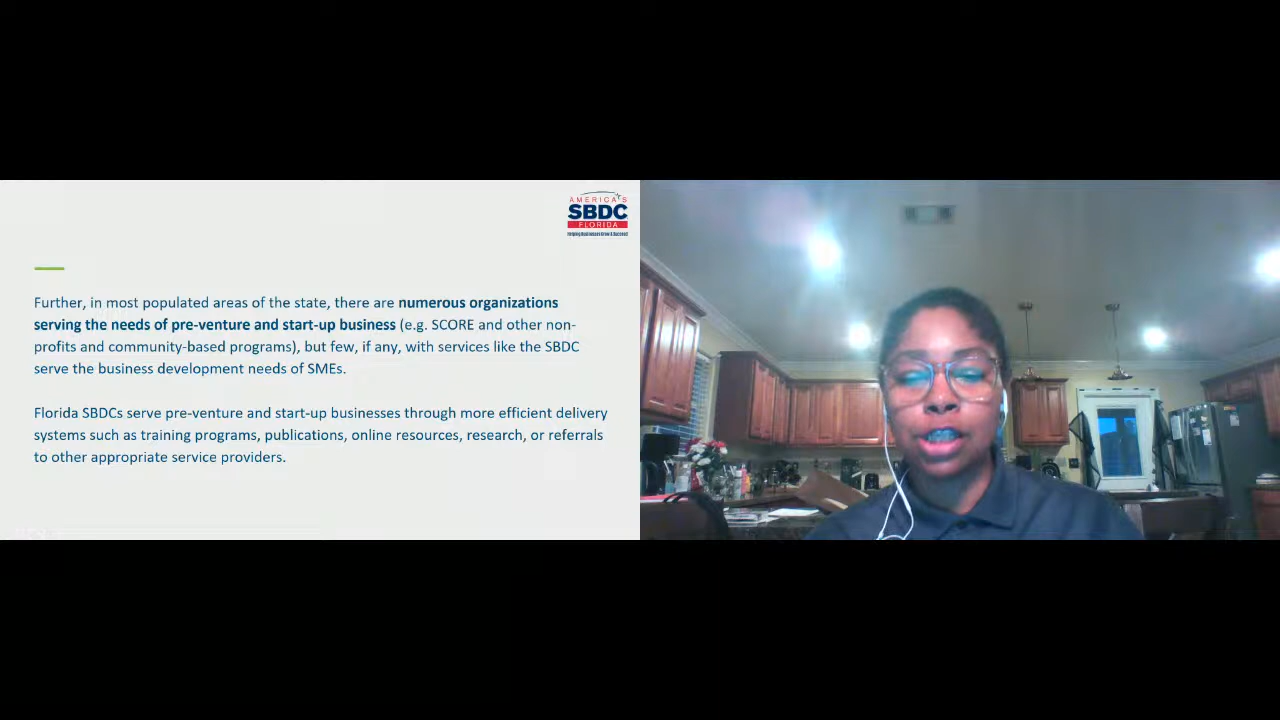 AMERICA'S
SBDC
FLORIDA
Helping Businesses Grow & Succeed
Further, in most populated areas of the state, there are numerous organizations
serving the needs of pre-venture and start-up business (e.g. SCORE and other non-
profits and community-based programs), but few, if any, with services like the SBDC
serve the business development needs of SMEs.
Florida SBDCs serve pre-venture and start-up businesses through more efficient delivery
systems such as training programs, publications, online resources, research, or referrals
to other appropriate service providers.